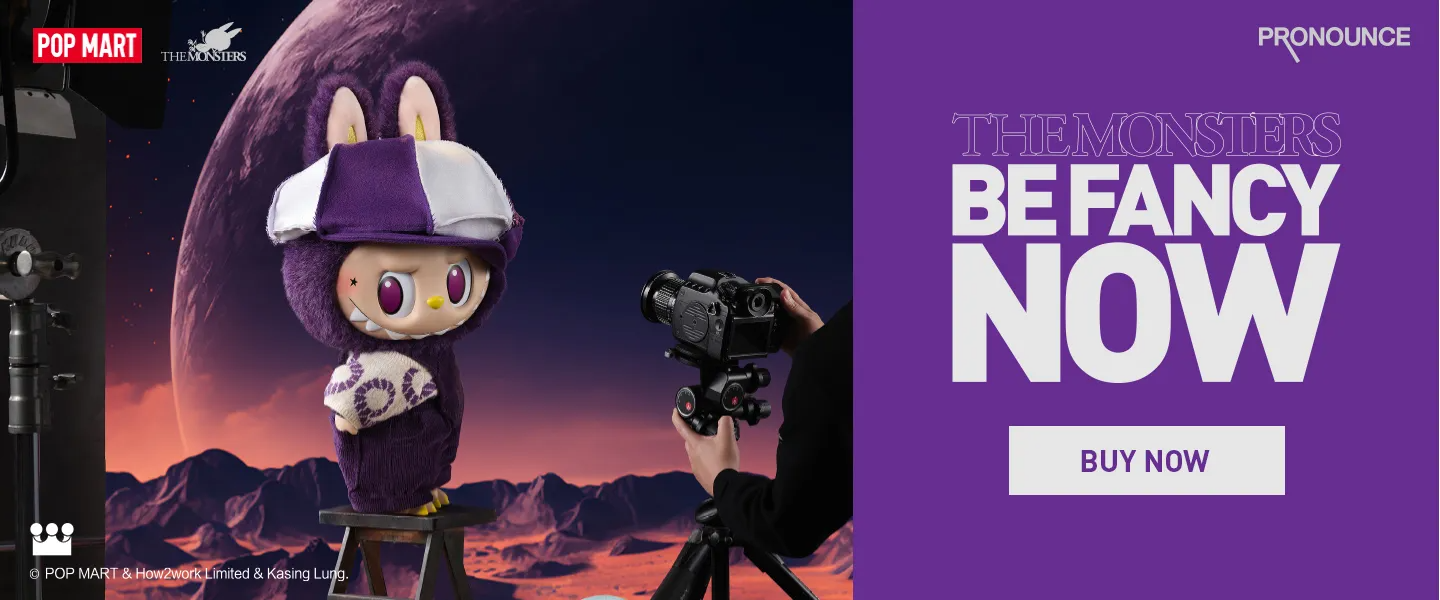 POP MART
THE MONSTERS
PRONOUNCE
THE MONSTERS
BE FANCY
NOW
BUY NOW
© POP MART & How2work Limited & Kasing Lung.